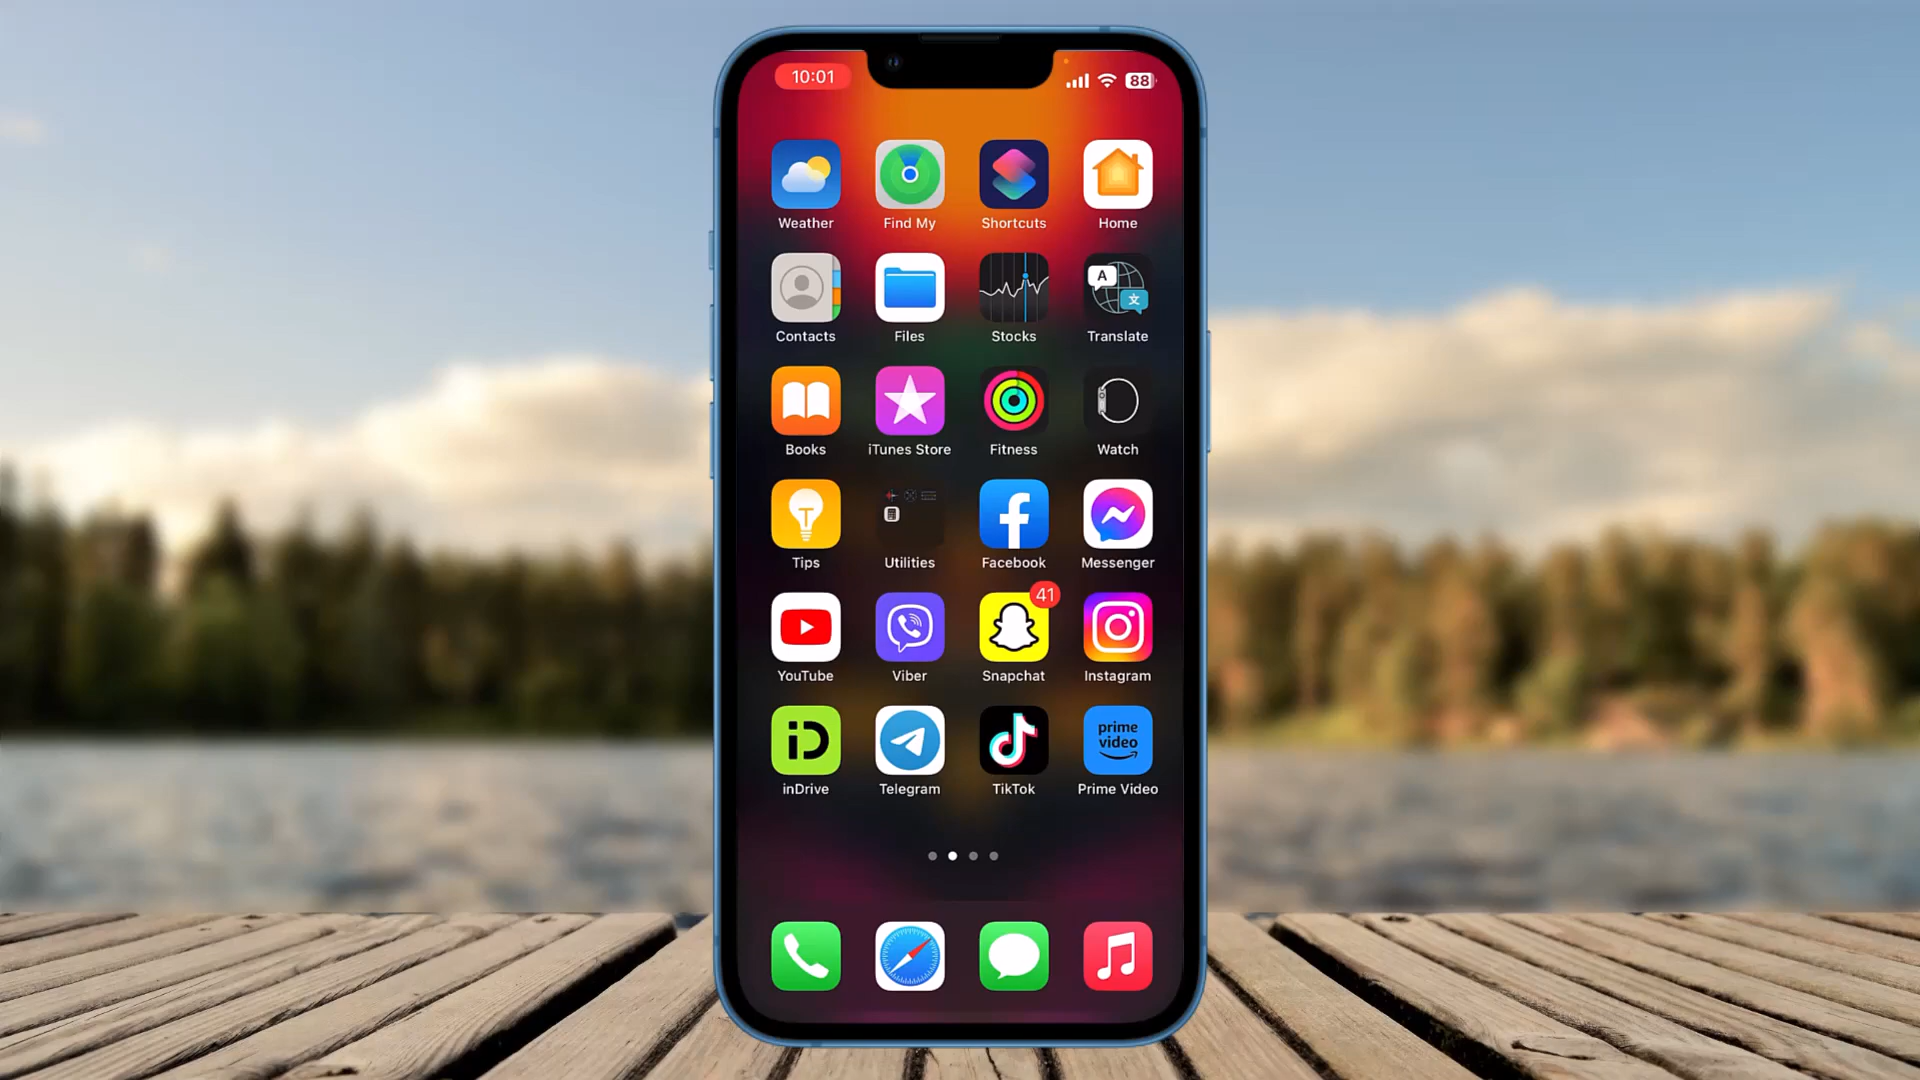 10:01
88
Weather
Find My
Shortcuts
Home
A
文
Contacts
Files
Stocks
Translate
Books
iTunes Store
Fitness
Watch
T
Tips
Utilities
Facebook
Messenger
41
YouTube
Viber
Snapchat
Instagram
iD
prime
video
inDrive
Telegram
TikTok
Prime Video